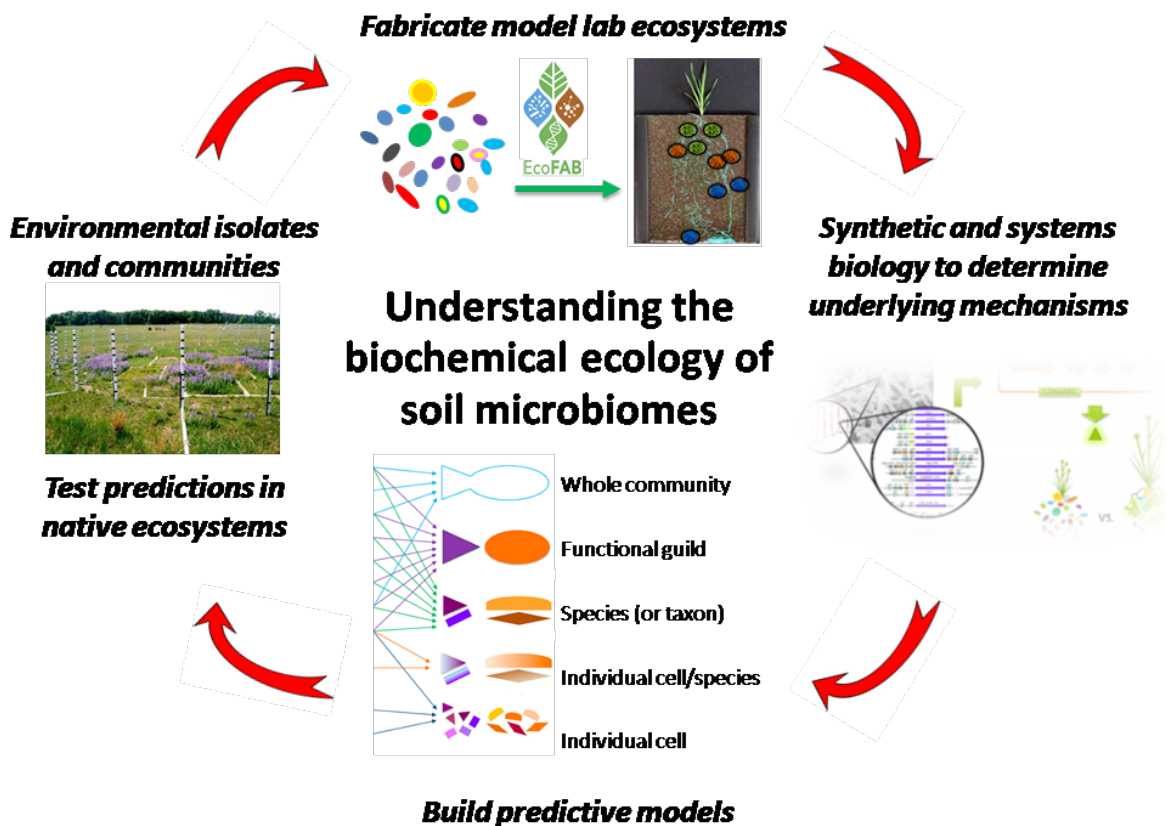 Fabricate model lab ecosystems
EcoFAB
Environmental isolates
and communities
Synthetic and systems
biology to determine
underlying mechanisms
Understanding the
biochemical ecology of
soil microbiomes
VS.
Test predictions in
native ecosystems
Whole community
Functional guild
Species (or taxon)
Individual cell/species
Individual cell
Build predictive models